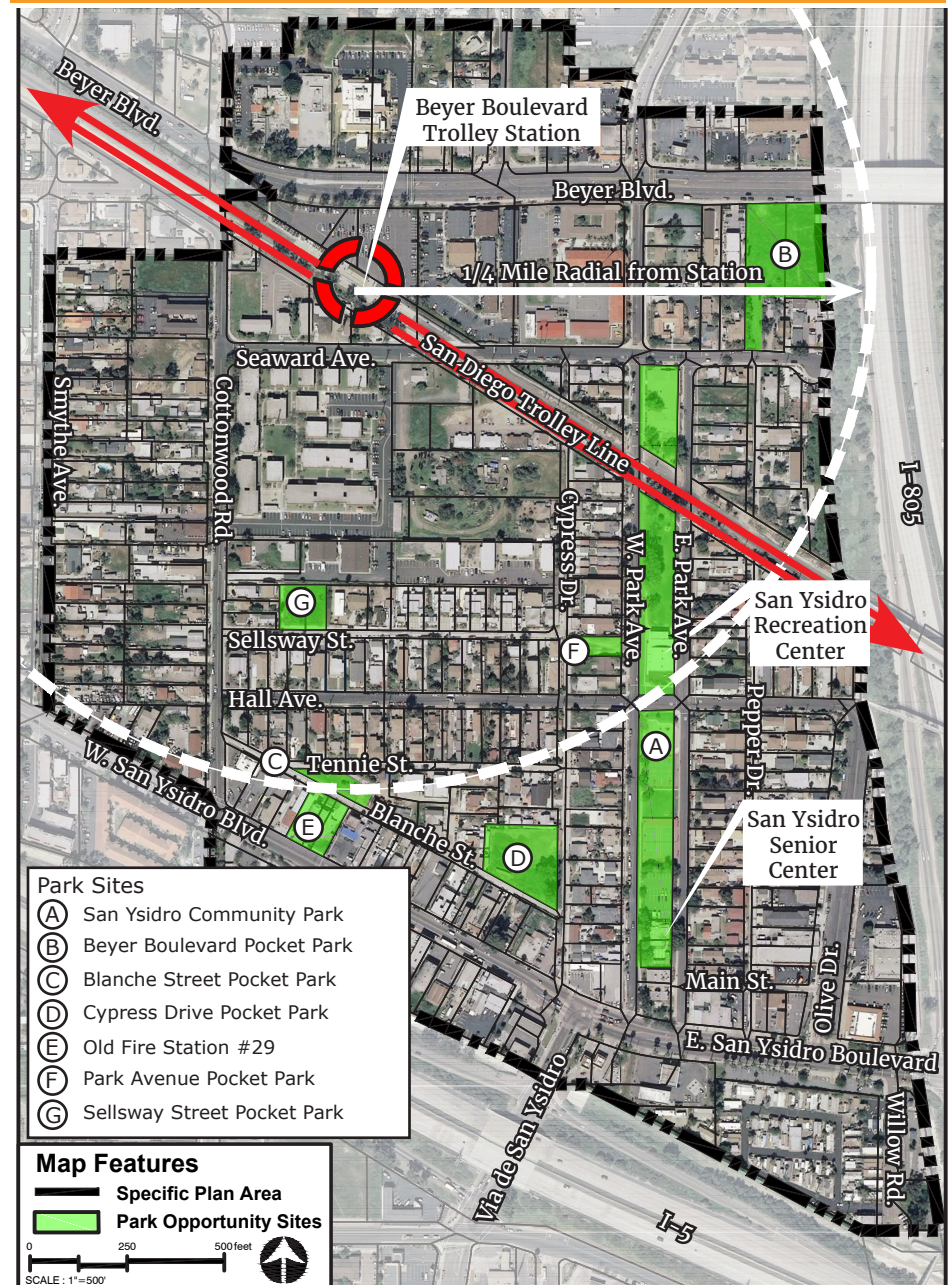 Beyer Blvd.
Beyer Boulevard
Trolley Station
Beyer Blvd.
B
1/4 Mile Radial from Station
Seaward Ave.
San Diego Trolley Line
Smythe Ave.
Cottonwood Rd
I-805
Cypress Dr.
W. Park Ave.
E. Park Ave
San Ysidro
Recreation
Center
G
Sellsway St.
F
Hall Ave.
Pepper Dr.
A
C
Tennie St.
W. San Ysidro Blvd.
E
Blanche St.
D
San Ysidro
Senior
Center
Main St.
Olive Dr.
E. San Ysidro Boulevard
Willow Rd.
Via de San Ysidro
I-5
Park Sites
A San Ysidro Community Park
B Beyer Boulevard Pocket Park
C Blanche Street Pocket Park
D Cypress Drive Pocket Park
E Old Fire Station #29
F Park Avenue Pocket Park
G Sellsway Street Pocket Park
Map Features
Specific Plan Area
Park Opportunity Sites
0 250 500 feet
SCALE : 1"=500'